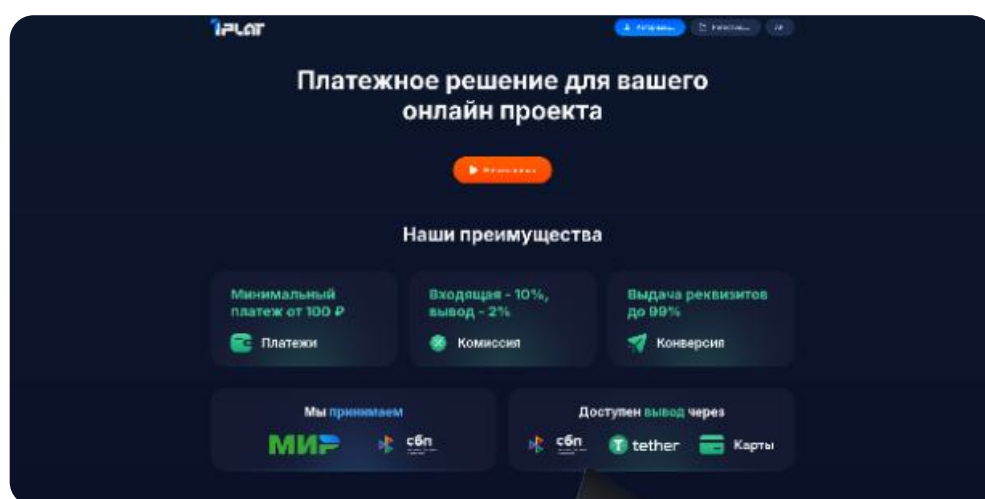 1PLAT
Платежное решение для вашего
онлайн проекта
Наши преимущества
Минимальный
платеж от 100 ₽
Платежи
Входящая - 10%,
вывод - 2%
Комиссия
Выдача реквизитов
до 99%
Конверсия
Мы принимаем
МИР
сбп
Доступен вывод через
сбп
tether
Карты